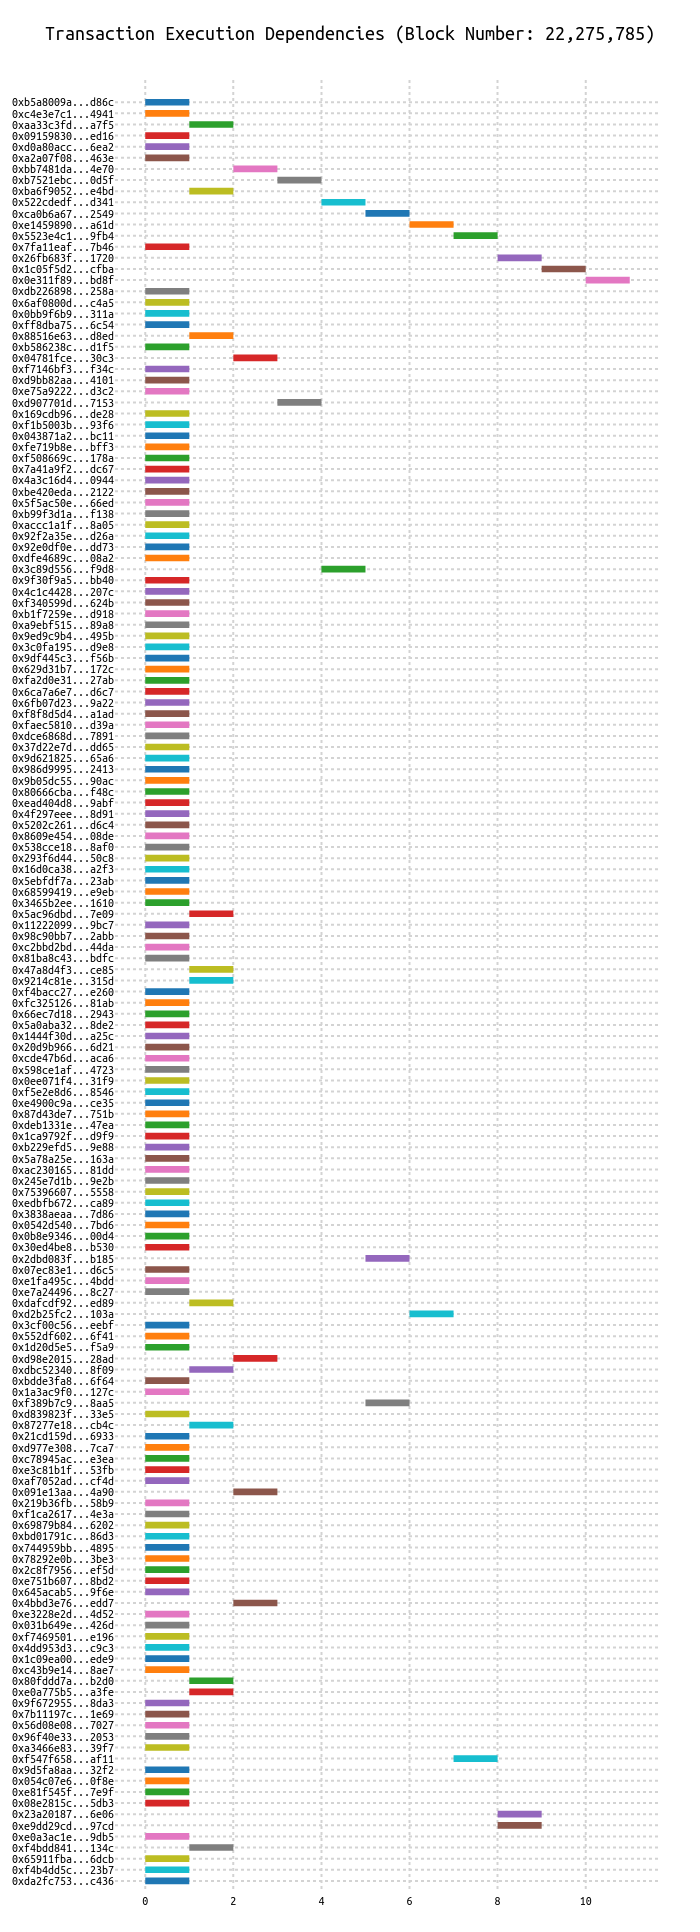 Transaction Execution Dependencies (Block Number: 22,275,785)
0xb5a8009a...d86c
0xc4e3e7c1...4941
0xaa33c3fd...a7f5
0x09159830...ed16
0xd0a80acc...6ea2
0xa2a07f08...463e
0xbb7481da...4e70
0xb7521ebc...0d5f
0xba6f9052...e4bd
0x522cdedf...d341
0xca0b6a67...2549
0xe1459890...a61d
0x5523e4c1...9fb4
0x7fa11eaf...7b46
0x26fb683f...1720
0x1c05f5d2...cfba
0x0e311f89...bd8f
0xdb226898...258a
0x6af0800d...c4a5
0x0bb9f6b9...311a
0xff8dba75...6c54
0x88516e63...d8ed
0xb586238c...d1f5
0x04781fce...30c3
0xf7146bf3...f34c
0xd9bb82aa...4101
0xe75a9222...d3c2
0xd907701d...7153
0x169cdb96...de28
0xf1b5003b...93f6
0x043871a2...bc11
0xfe719b8e...bff3
0xf508669c...178a
0x7a41a9f2...dc67
0x4a3c16d4...0944
0xbe420eda...2122
0x5f5ac50e...66ed
0xb99f3d1a...f138
0xaccc1a1f...8a05
0x92f2a35e...d26a
0x92e0df0e...dd73
0xdfe4689c...08a2
0x3c89d556...f9d8
0x9f30f9a5...bb40
0x4c1c4428...207c
0xf340599d...624b
0xb1f7259e...d918
0xa9ebf515...89a8
0x9ed9c9b4...495b
0x3c0fa195...d9e8
0x9df445c3...f56b
0x629d31b7...172c
0xfa2d0e31...27ab
0x6ca7a6e7...d6c7
0x6fb07d23...9a22
0xf8f8d5d4...a1ad
0xfaec5810...d39a
0xdce6868d...7891
0x37d22e7d...dd65
0x9d621825...65a6
0x986d9995...2413
0x9b05dc55...90ac
0x80666cba...f48c
0xead404d8...9abf
0x4f297eee...8d91
0x5202c261...d6c4
0x8609e454...08de
0x538cce18...8af0
0x293f6d44...50c8
0x16d0ca38...a2f3
0x5ebfdf7a...23ab
0x68599419...e9eb
0x3465b2ee...1610
0x5ac96dbd...7e09
0x11222099...9bc7
0x98c90bb7...2abb
0xc2bbd2bd...44da
0x81ba8c43...bdfc
0x47a8d4f3...ce85
0x9214c81e...315d
0xf4bacc27...e260
0xfc325126...81ab
0x66ec7d18...2943
0x5a0aba32...8de2
0x1444f30d...a25c
0x20d9b966...6d21
0xcde47b6d...aca6
0x598ce1af...4723
0x0ee071f4...31f9
0xf5e2e8d6...8546
0xe4900c9a...ce35
0x87d43de7...751b
0xdeb1331e...47ea
0x1ca9792f...d9f9
0xb229efd5...9e88
0x5a78a25e...163a
0xac230165...81dd
0x245e7d1b...9e2b
0x75396607...5558
0xedbfb672...ca89
0x3838aeaa...7d86
0x0542d540...7bd6
0x0b8e9346...00d4
0x30ed4be8...b530
0x2dbd083f...b185
0x07ec83e1...d6c5
0xe1fa495c...4bdd
0xe7a24496...8c27
0xdafcdf92...ed89
0xd2b25fc2...103a
0x3cf00c56...eebf
0x552df602...6f41
0x1d20d5e5...f5a9
0xd98e2015...28ad
0xdbc52340...8f09
0xbdde3fa8...6f64
0x1a3ac9f0...127c
0xf389b7c9...8aa5
0xd839823f...33e5
0x87277e18...cb4c
0x21cd159d...6933
0xd977e308...7ca7
0xc78945ac...e3ea
0xe3c81b1f...53fb
0xaf7052ad...cf4d
0x091e13aa...4a90
0x219b36fb...58b9
0xf1ca2617...4e3a
0x69879b84...6202
0xbd01791c...86d3
0x744959bb...4895
0x78292e0b...3be3
0x2c8f7956...ef5d
0xe751b607...8bd2
0x645acab5...9f6e
0x4bbd3e76...edd7
0xe3228e2d...4d52
0x031b649e...426d
0xf7469501...e196
0x4dd953d3...c9c3
0x1c09ea00...ede9
0xc43b9e14...8ae7
0x80fddd7a...b2d0
0xe0a775b5...a3fe
0x9f672955...8da3
0x7b11197c...1e69
0x56d08e08...7027
0x96f40e33...2053
0xa3466e83...39f7
0xf547f658...af11
0x9d5fa8aa...32f2
0x054c07e6...0f8e
0xe81f545f...7e9f
0x08e2815c...5db3
0x23a20187...6e06
0xe9dd29cd...97cd
0xe0a3ac1e...9db5
0xf4bdd841...134c
0x65911fba...6dcb
0xf4b4dd5c...23b7
0xda2fc753...c436
0 2 4 6 8 10